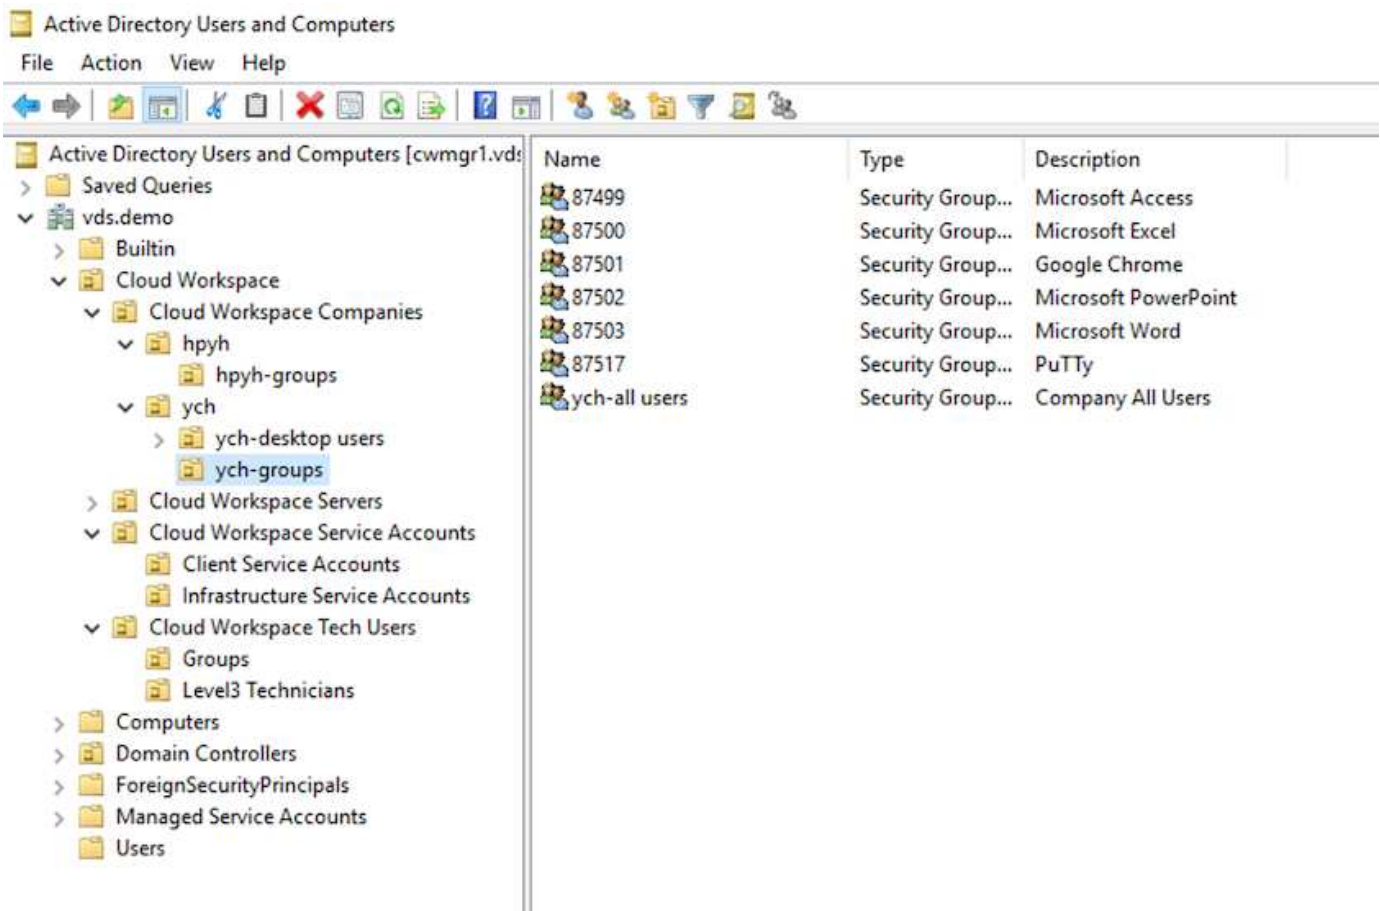 Active Directory Users and Computers
File Action View Help
Active Directory Users and Computers [cwmgr1.vds
Saved Queries
vds.demo
Builtin
Cloud Workspace
Cloud Workspace Companies
hpyh
hpyh-groups
ych
ych-desktop users
ych-groups
Cloud Workspace Servers
Cloud Workspace Service Accounts
Client Service Accounts
Infrastructure Service Accounts
Cloud Workspace Tech Users
Groups
Level3 Technicians
Computers
Domain Controllers
ForeignSecurityPrincipals
Managed Service Accounts
Users
Name Type Description
87499 Security Group... Microsoft Access
87500 Security Group... Microsoft Excel
87501 Security Group... Google Chrome
87502 Security Group... Microsoft PowerPoint
87503 Security Group... Microsoft Word
87517 Security Group... PuTTy
ych-all users Security Group... Company All Users